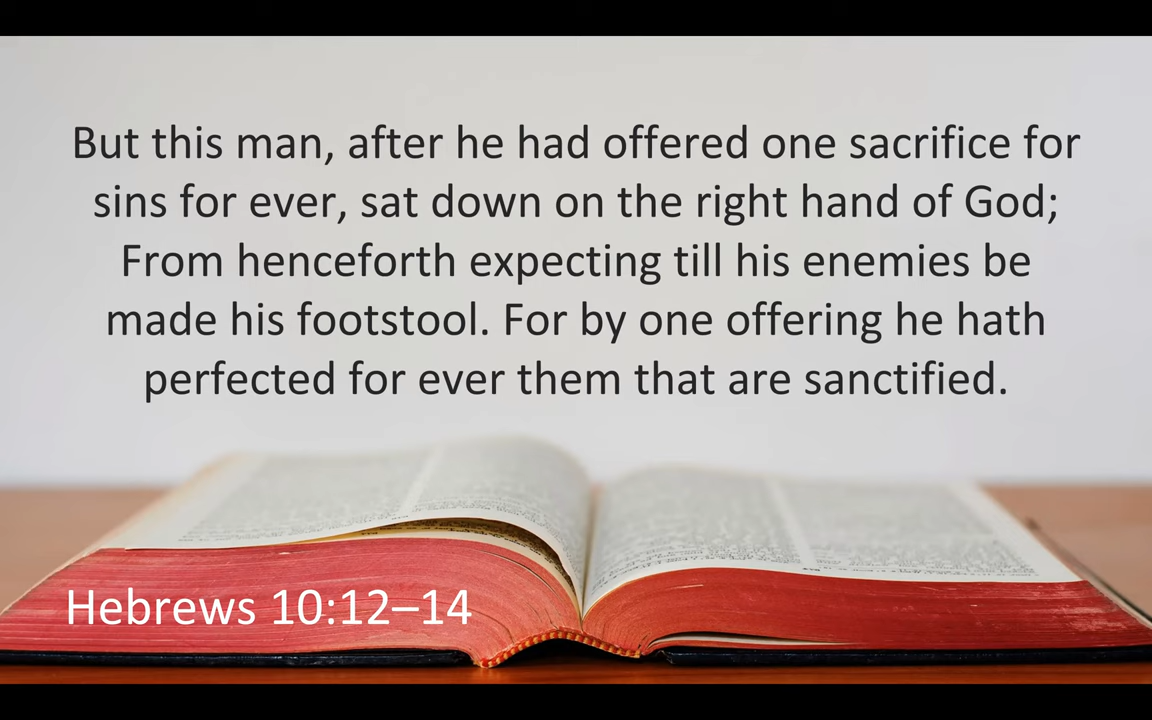 But this man, after he had offered one sacrifice for
sins for ever, sat down on the right hand of God;
From henceforth expecting till his enemies be
made his footstool. For by one offering he hath
perfected for ever them that are sanctified.
Hebrews 10:12–14